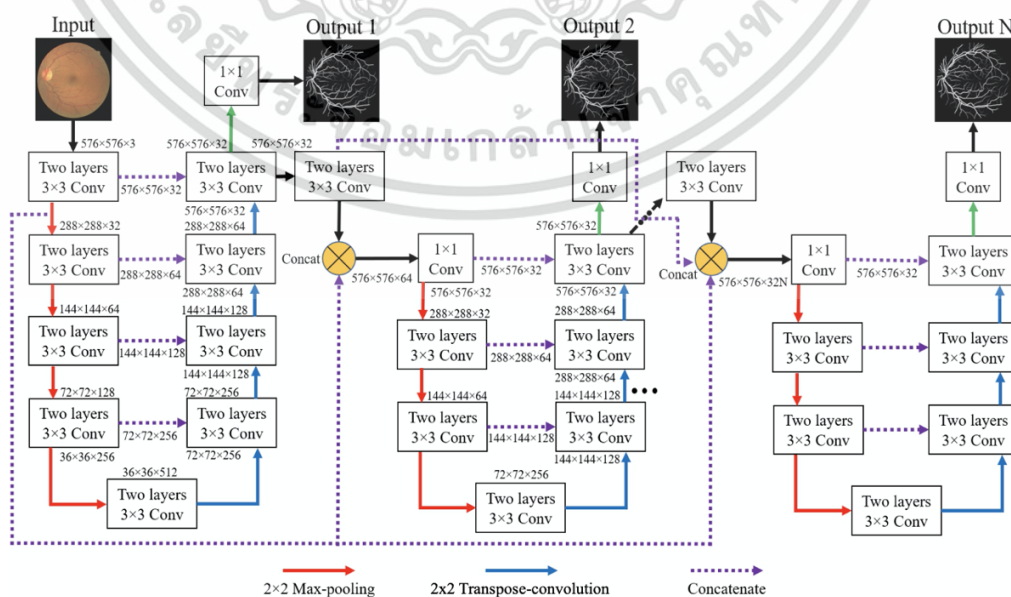 Input
Output 1
Output 2
Output N
1×1
Conv
576×576×3
576×576×32
576×576×32
Two layers
3×3 Conv
576×576×32
Two layers
3×3 Conv
Two layers
3×3 Conv
1×1
Conv
Two layers
3×3 Conv
1×1
Conv
288×288×32
576×576×32
288×288×64
576×576×32
Two layers
3×3 Conv
288×288×64
Two layers
3×3 Conv
Concat
576×576×64
1×1
Conv
576×576×32
Two layers
3×3 Conv
Concat
576×576×32N
1×1
Conv
576×576×32
Two layers
3×3 Conv
144×144×64
288×288×64
144×144×128
576×576×32
288×288×32
576×576×32
288×288×64
Two layers
3×3 Conv
144×144×128
Two layers
3×3 Conv
Two layers
3×3 Conv
288×288×64
Two layers
3×3 Conv
Two layers
3×3 Conv
Two layers
3×3 Conv
72×72×128
144×144×128
72×72×256
144×144×64
288×288×64
144×144×128
Two layers
3×3 Conv
72×72×256
Two layers
3×3 Conv
Two layers
3×3 Conv
144×144×128
Two layers
3×3 Conv
Two layers
3×3 Conv
Two layers
3×3 Conv
36×36×256
72×72×256
144×144×128
36×36×512
Two layers
3×3 Conv
72×72×256
Two layers
3×3 Conv
Two layers
3×3 Conv
2×2 Max-pooling
2x2 Transpose-convolution
Concatenate